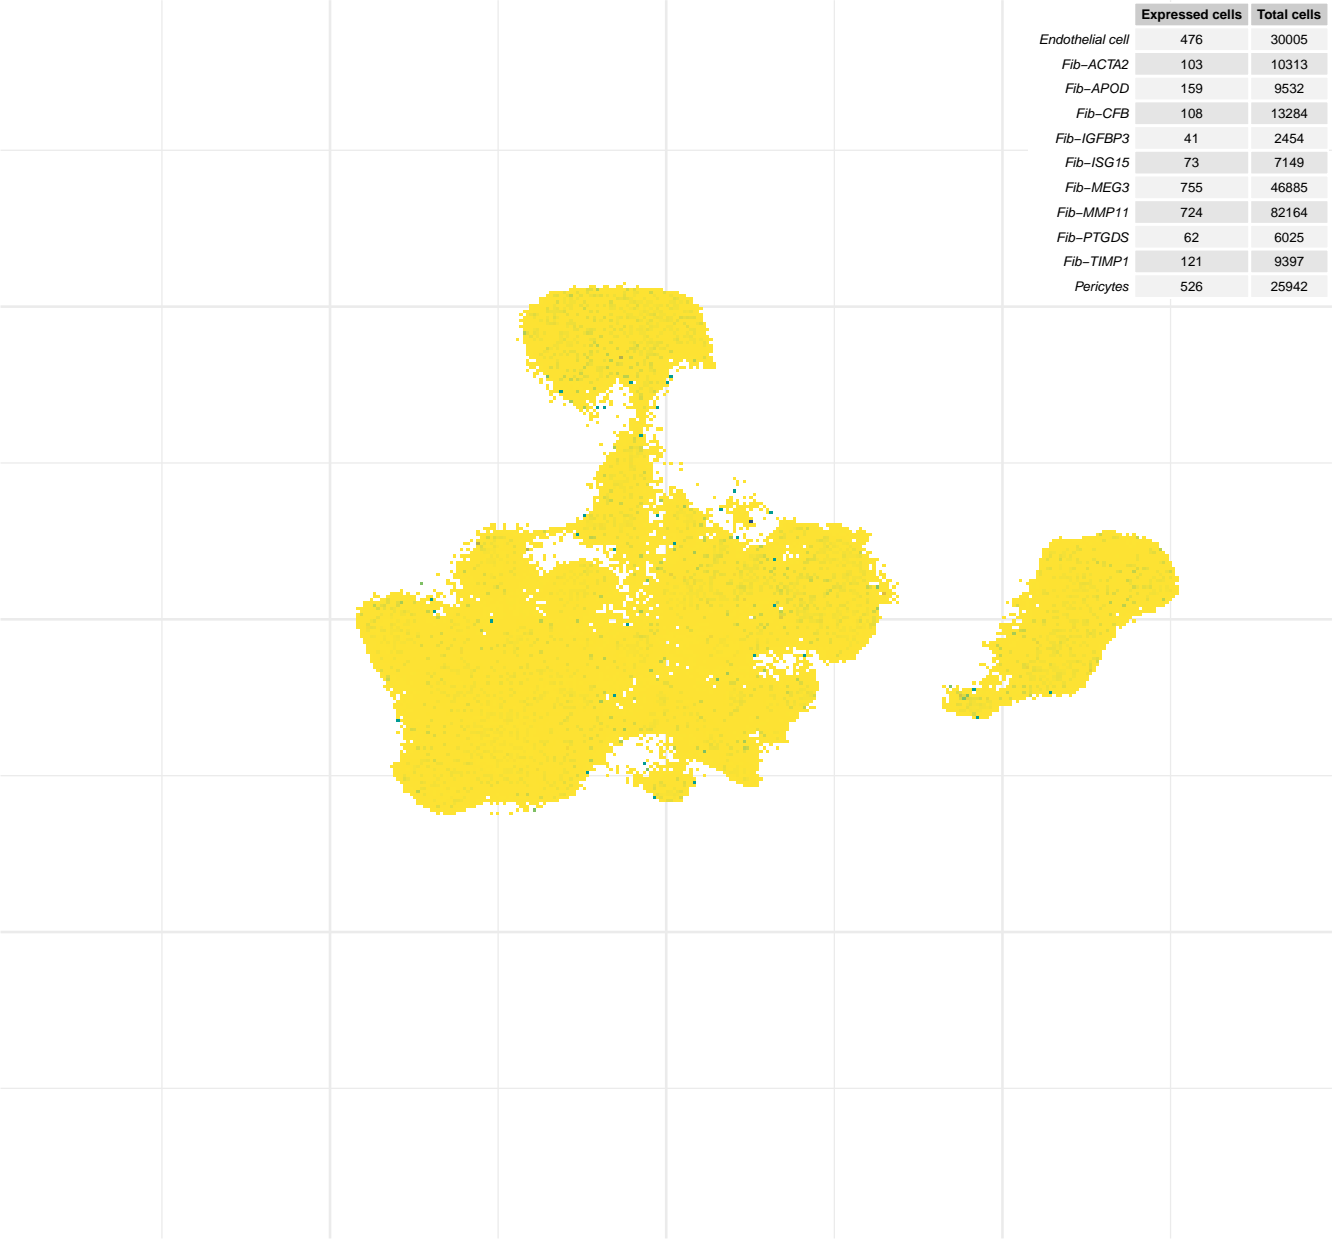 Expressed cells Total cells
Endothelial cell 476 30005
Fib−ACTA2 103 10313
Fib−APOD 159 9532
Fib−CFB 108 13284
Fib−IGFBP3 41 2454
Fib−ISG15 73 7149
Fib−MEG3 755 46885
Fib−MMP11 724 82164
Fib−PTGDS 62 6025
Fib−TIMP1 121 9397
Pericytes 526 25942